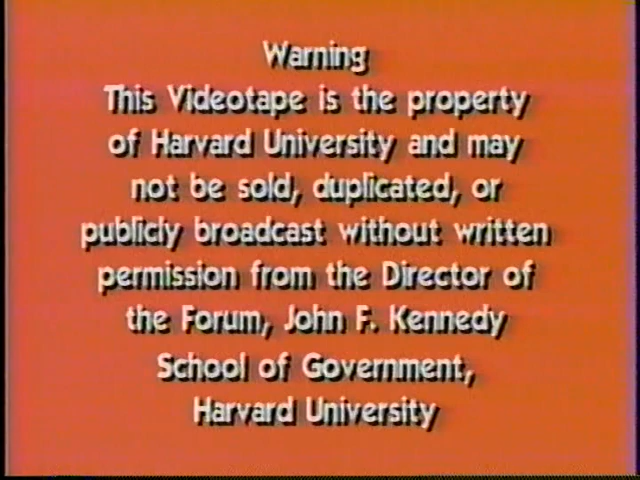 Warning
This Videotape is the property
of Harvard University and may
not be sold, duplicated, or
publicly broadcast without written
permission from the Director of
the Forum, John F. Kennedy
School of Government,
Harvard University